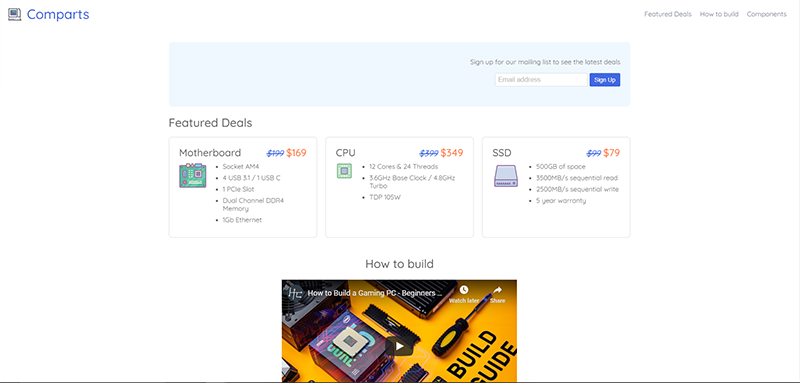 Comparts
Featured Deals How to build Components
Sign up for our mailing list to see the latest deals
Email address Sign Up
Featured Deals
Motherboard $199 $169
Socket AM4
4 USB 3.1 / 1 USB C
1 PCIe Slot
Dual Channel DDR4
Memory
1Gb Ethernet
CPU $399 $349
12 Cores & 24 Threads
3.6GHz Base Clock / 4.8GHz
Turbo
TDP 105W
SSD $99 $79
500GB of space
3500MB/s sequential read
2500MB/s sequential write
5 year warranty
How to build
How to Build a Gaming PC - Beginners ...
Watch later Share
CORE
BUILD
GUIDE